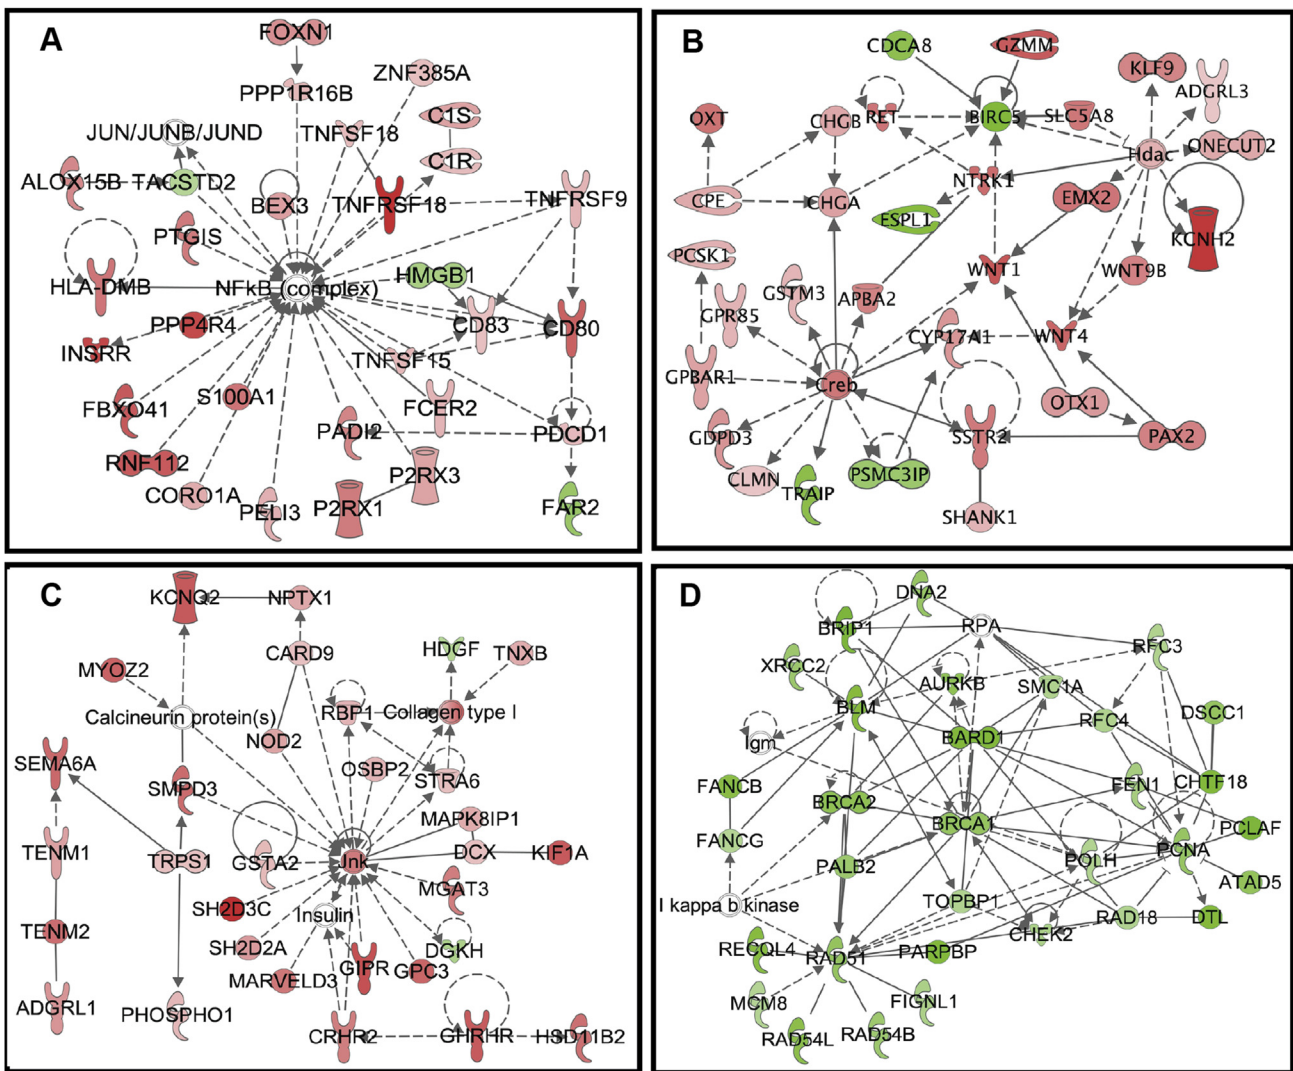 A
FOXN1
ZNF385A
PPP1R16B
C1S
JUN/JUNB/JUND
TNFSF18
C1R
ALOX15B
TACSTD2
BEX3
TNFRSF18
TNFRSF9
PTGIS
HLA-DMB
NFkB (complex)
HMGB1
PPP4R4
CD83
CD80
INSRR
TNFSF15
FBXO41
S100A1
FCER2
PADI2
PDCD1
RNF112
P2RX3
CORO1A
PELI3
P2RX1
FAR2
B
CDCA8
GZMM
KLF9
ADGRL3
OXT
CHGB
RET
BIRC5
SLC5A8
Hdac
ONECUT2
NTRK1
CPE
CHGA
EMX2
ESPL1
KCNH2
PCSK1
WNT1
WNT9B
GSTM3
APBA2
GPR85
CYP17A1
WNT4
GPBAR1
Creb
OTX1
GDPD3
SSTR2
PAX2
CLMN
PSMC3IP
TRAIP
SHANK1
C
KCNQ2
NPTX1
CARD9
HDGF
TNXB
MYOZ2
Calcineurin protein(s)
RBP1
Collagen type I
NOD2
SEMA6A
OSBP2
STRA6
SMPD3
MAPK8IP1
TENM1
TRPS1
GSTA2
Jnk
DCX
KIF1A
MGAT3
SH2D3C
Insulin
TENM2
SH2D2A
DGKH
MARVELD3
GIPR
GPC3
ADGRL1
PHOSPHO1
CRHR2
GHRHR
HSD11B2
D
DNA2
BRIP1
RPA
RFC3
XRCC2
AURKB
SMC1A
BLM
RFC4
DSCC1
Igm
BARD1
FANCB
BRCA2
FEN1
CHTF18
BRCA1
PCLAF
FANCG
PALB2
POLH
PCNA
ATAD5
I kappa b kinase
TOPBP1
RAD18
DTL
CHEK2
RECQL4
RAD51
PARPBP
MCM8
FIGNL1
RAD54L
RAD54B